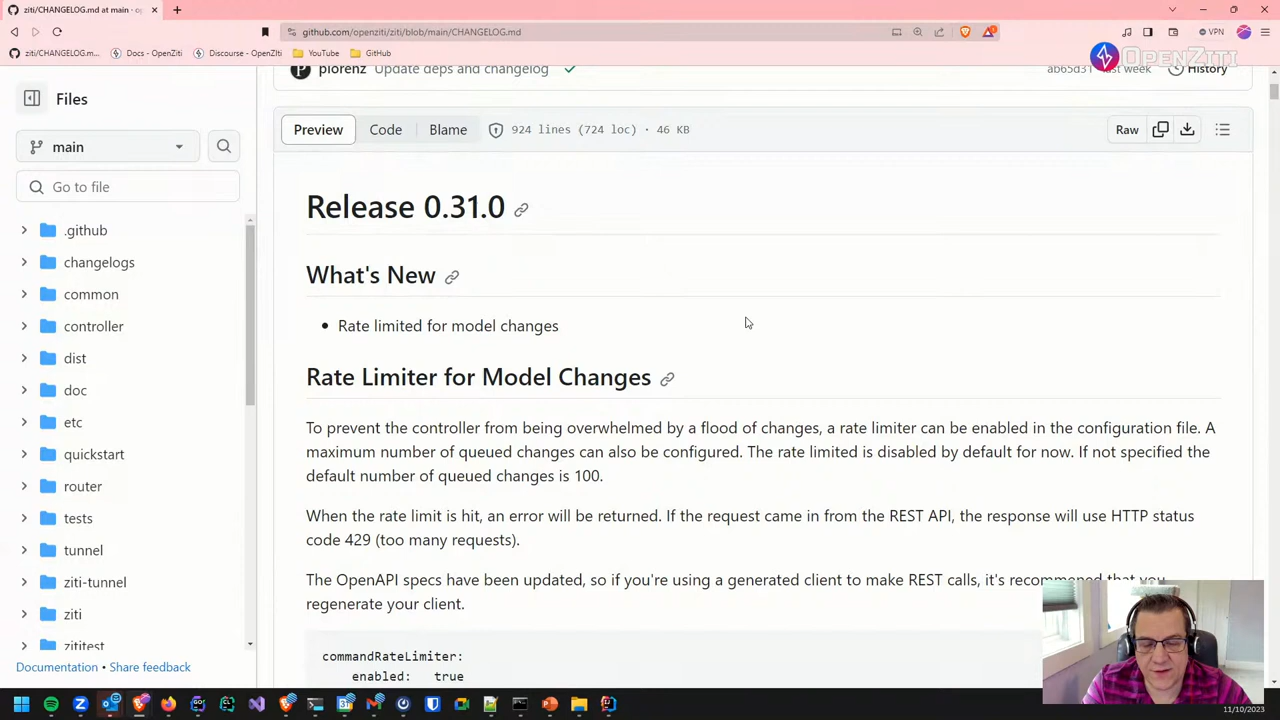 ziti/CHANGELOG.md at main · op
github.com/openziti/ziti/blob/main/CHANGELOG.md
VPN
ziti/CHANGELOG.m...
Docs - OpenZiti
Discourse - OpenZiti
YouTube
GitHub
OPENZITI
Files
plorenz Update deps and changelog
ab65d31 · last week
History
Preview
Code
Blame
924 lines (724 loc) · 46 KB
Raw
main
Go to file
.github
changelogs
common
controller
dist
doc
etc
quickstart
router
tests
tunnel
ziti-tunnel
ziti
zititest
Documentation • Share feedback
Release 0.31.0
What's New
• Rate limited for model changes
Rate Limiter for Model Changes
To prevent the controller from being overwhelmed by a flood of changes, a rate limiter can be enabled in the configuration file. A
maximum number of queued changes can also be configured. The rate limited is disabled by default for now. If not specified the
default number of queued changes is 100.
When the rate limit is hit, an error will be returned. If the request came in from the REST API, the response will use HTTP status
code 429 (too many requests).
The OpenAPI specs have been updated, so if you're using a generated client to make REST calls, it's recommended that you
regenerate your client.
commandRateLimiter:
enabled: true
11/10/2023